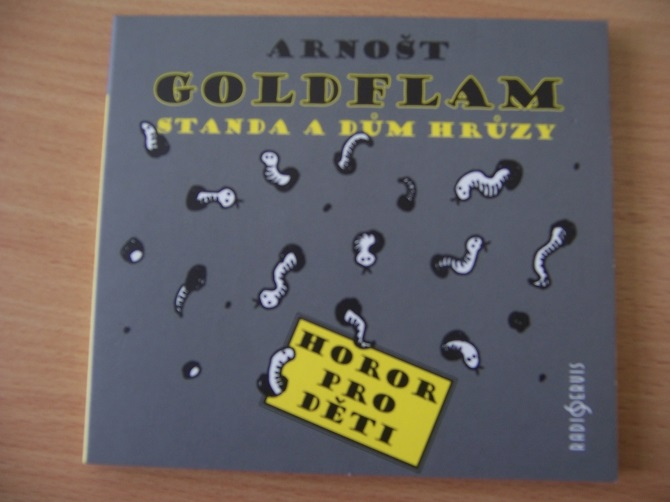 ARNOŠT
GOLDFLAM
STANDA A DŮM HRŮZY
HOROR
PRO
DĚTI
RADIOSERVIS